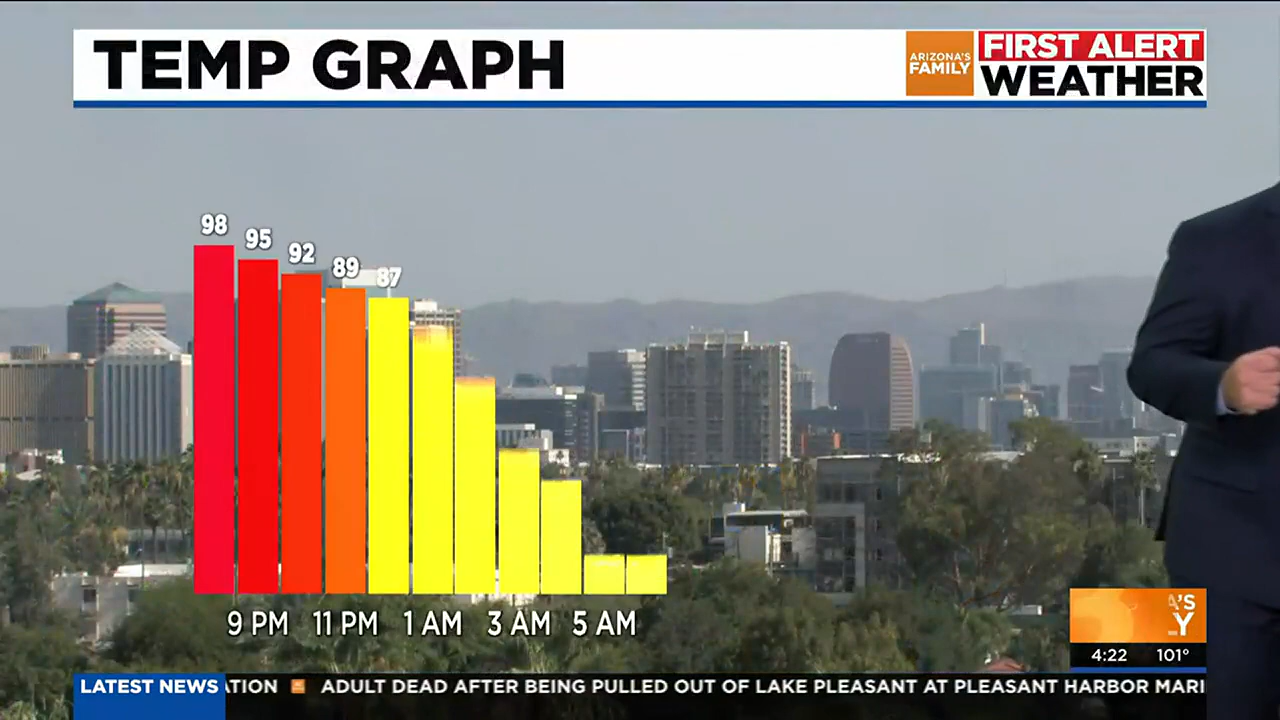 TEMP GRAPH
ARIZONA'S
FAMILY
FIRST ALERT
WEATHER
98
95
92
89
87
9 PM 11 PM 1 AM 3 AM 5 AM
A'S
Y
4:22 101°
LATEST NEWS ATION ADULT DEAD AFTER BEING PULLED OUT OF LAKE PLEASANT AT PLEASANT HARBOR MARI